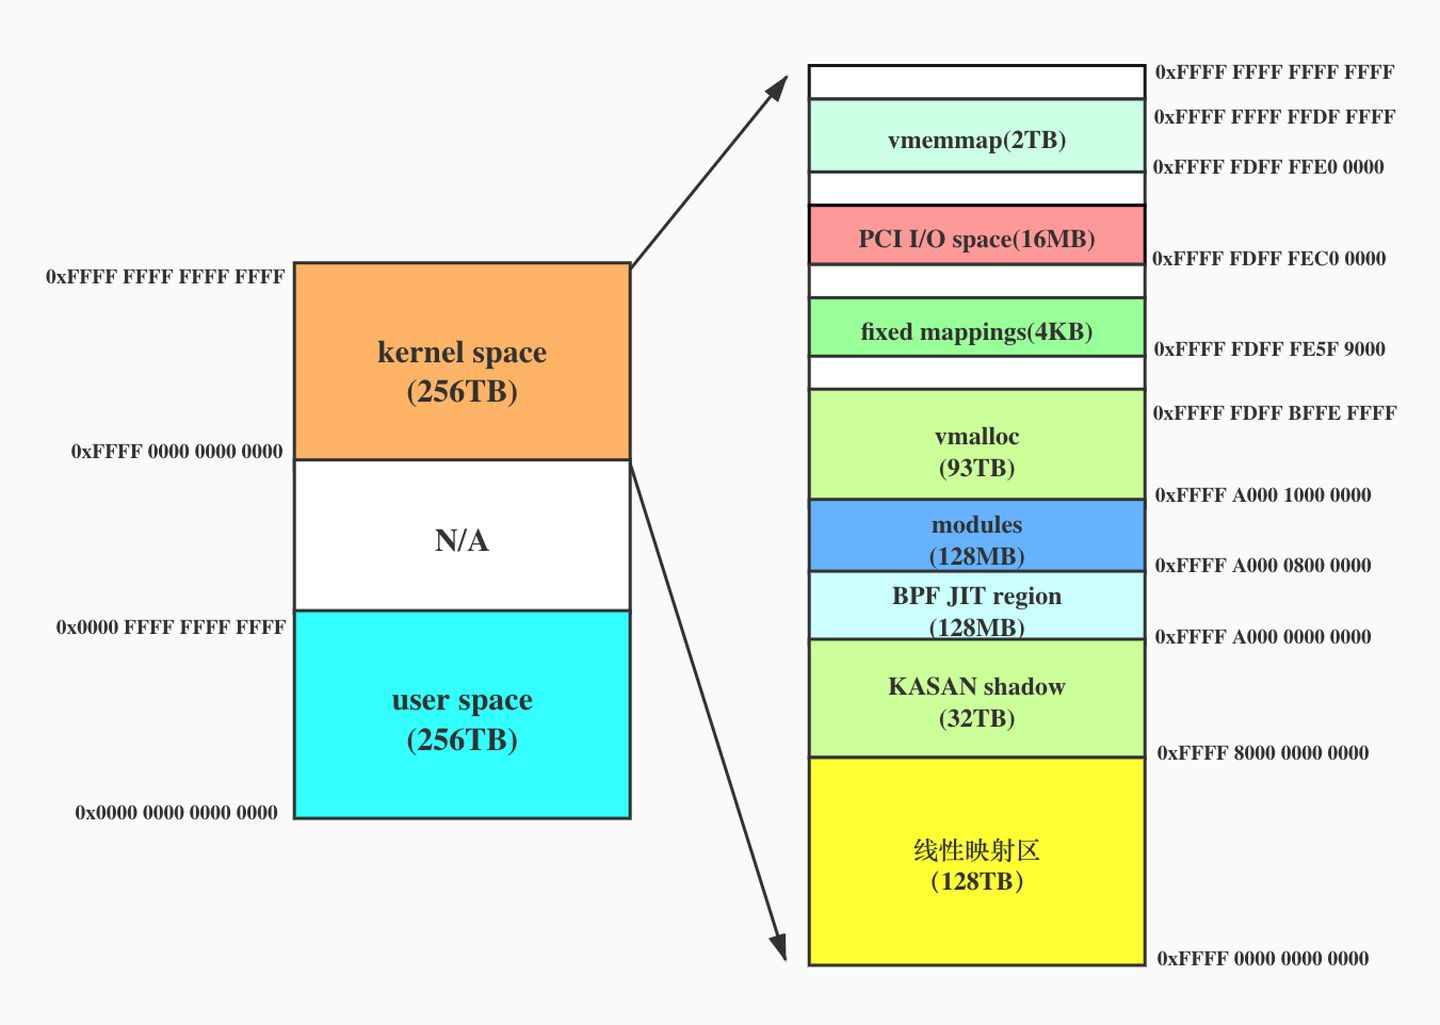 0xFFFF FFFF FFFF FFFF
kernel space
(256TB)
0xFFFF 0000 0000 0000
N/A
0x0000 FFFF FFFF FFFF
user space
(256TB)
0x0000 0000 0000 0000
0xFFFF FFFF FFFF FFFF
0xFFFF FFFF FFDF FFFF
vmemmap(2TB)
0xFFFF FDFF FFE0 0000
PCI I/O space(16MB)
0xFFFF FDFF FEC0 0000
fixed mappings(4KB)
0xFFFF FDFF FE5F 9000
0xFFFF FDFF BFFE FFFF
vmalloc
(93TB)
0xFFFF A000 1000 0000
modules
(128MB)
0xFFFF A000 0800 0000
BPF JIT region
(128MB)
0xFFFF A000 0000 0000
KASAN shadow
(32TB)
0xFFFF 8000 0000 0000
线性映射区
（128TB）
0xFFFF 0000 0000 0000